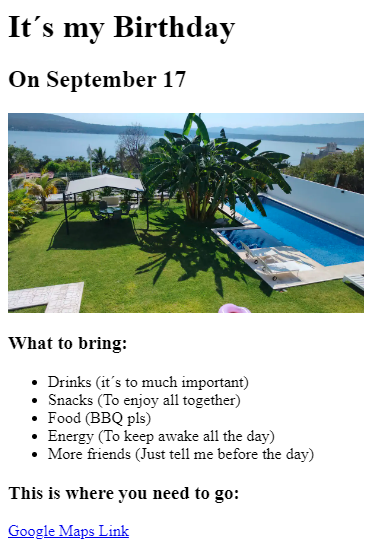 It´s my Birthday
On September 17
What to bring:
Drinks (it´s to much important)
Snacks (To enjoy all together)
Food (BBQ pls)
Energy (To keep awake all the day)
More friends (Just tell me before the day)
This is where you need to go:
Google Maps Link